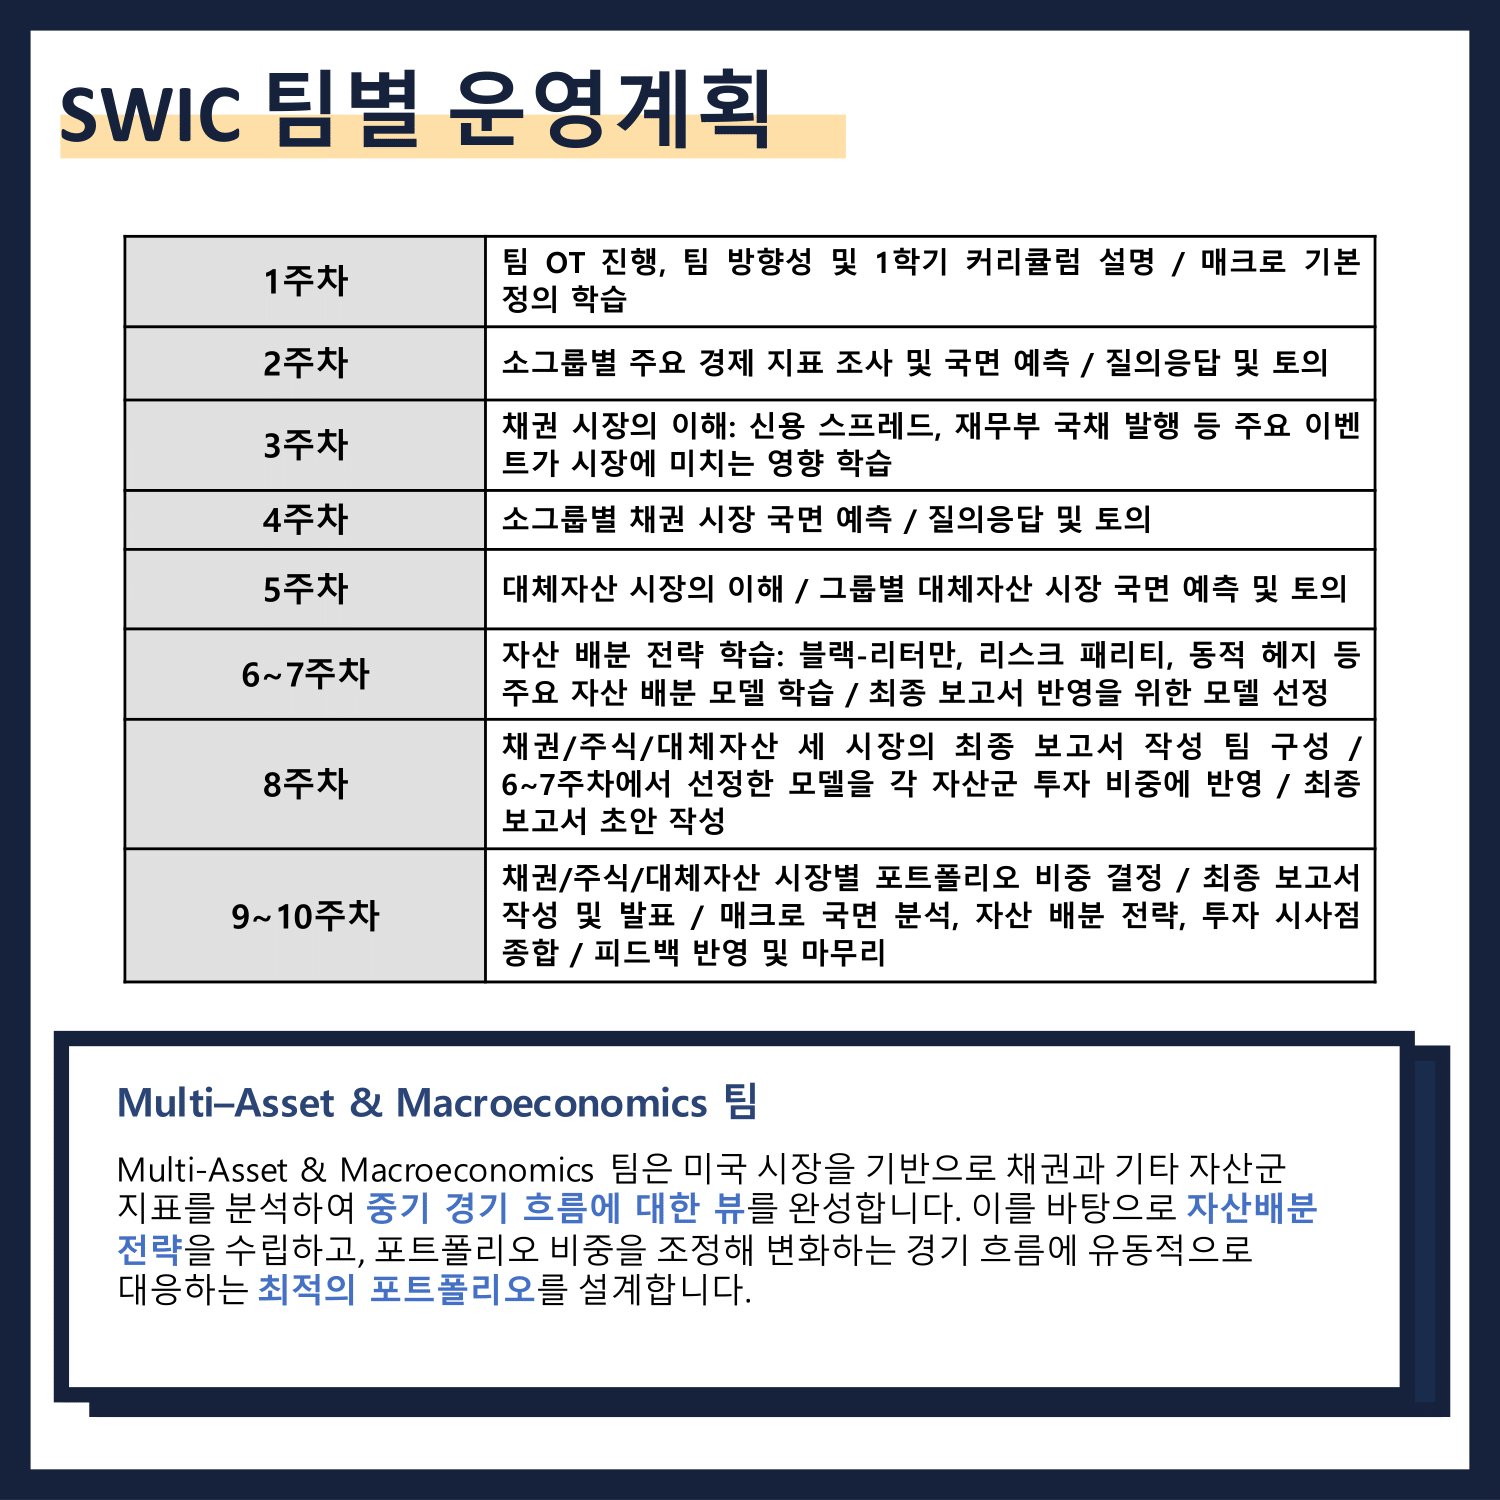 SWIC 팀별 운영계획
1주차
팀 OT 진행, 팀 방향성 및 1학기 커리큘럼 설명 / 매크로 기본
정의 학습
2주차
소그룹별 주요 경제 지표 조사 및 국면 예측 / 질의응답 및 토의
3주차
채권 시장의 이해: 신용 스프레드, 재무부 국채 발행 등 주요 이벤
트가 시장에 미치는 영향 학습
4주차
소그룹별 채권 시장 국면 예측 / 질의응답 및 토의
5주차
대체자산 시장의 이해 / 그룹별 대체자산 시장 국면 예측 및 토의
6~7주차
자산 배분 전략 학습: 블랙-리터만, 리스크 패리티, 동적 헤지 등
주요 자산 배분 모델 학습 / 최종 보고서 반영을 위한 모델 선정
8주차
채권/주식/대체자산 세 시장의 최종 보고서 작성 팀 구성 /
6~7주차에서 선정한 모델을 각 자산군 투자 비중에 반영 / 최종
보고서 초안 작성
9~10주차
채권/주식/대체자산 시장별 포트폴리오 비중 결정 / 최종 보고서
작성 및 발표 / 매크로 국면 분석, 자산 배분 전략, 투자 시사점
종합 / 피드백 반영 및 마무리
Multi–Asset & Macroeconomics 팀
Multi-Asset & Macroeconomics 팀은 미국 시장을 기반으로 채권과 기타 자산군
지표를 분석하여 중기 경기 흐름에 대한 뷰를 완성합니다. 이를 바탕으로 자산배분
전략을 수립하고, 포트폴리오 비중을 조정해 변화하는 경기 흐름에 유동적으로
대응하는 최적의 포트폴리오를 설계합니다.